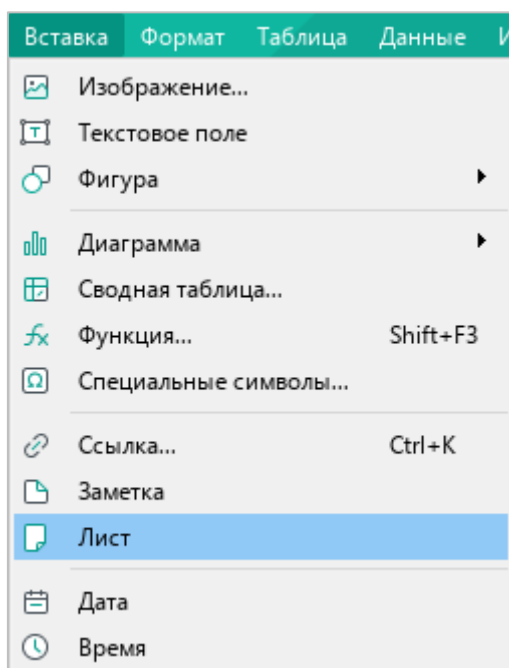 Вставка Формат Таблица Данные
Изображение...
Текстовое поле
Фигура
Диаграмма
Сводная таблица...
Функция... Shift+F3
Специальные символы...
Ссылка... Ctrl+K
Заметка
Лист
Дата
Время